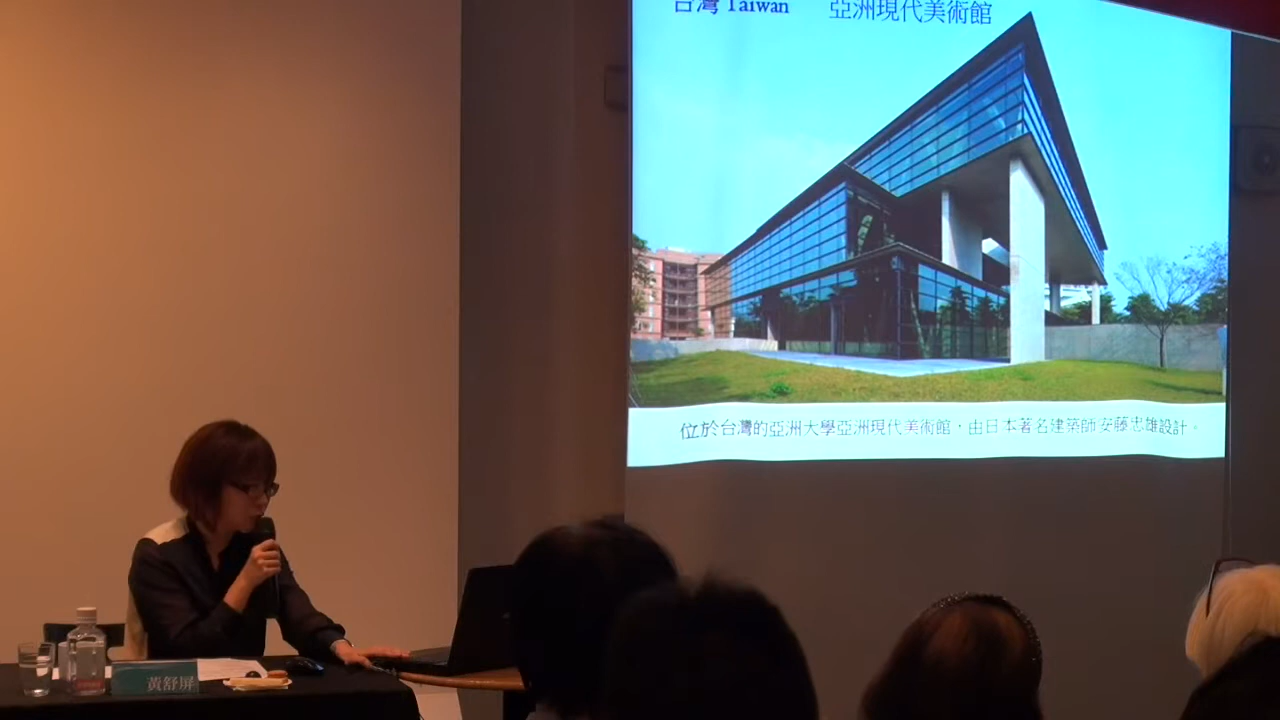 台灣 Taiwan 亞洲現代美術館
位於台灣的亞洲大學亞洲現代美術館，由日本著名建築師安藤忠雄設計。
黃舒屏